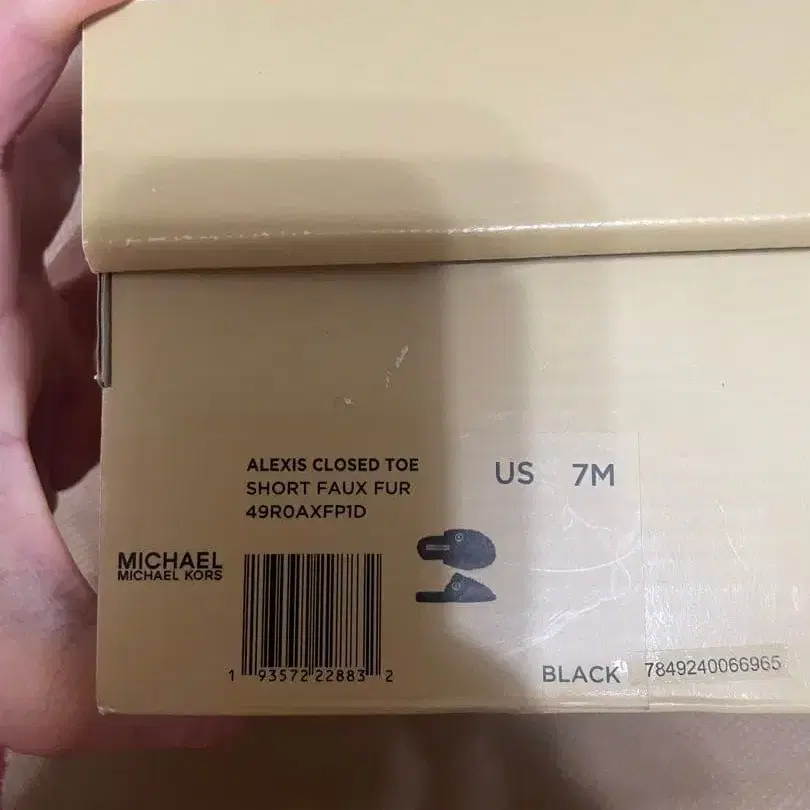 ALEXIS CLOSED TOE
SHORT FAUX FUR
49R0AXFP1D
US 7M
MICHAEL
MICHAEL KORS
1 93572 22883 2
BLACK
7849240066965